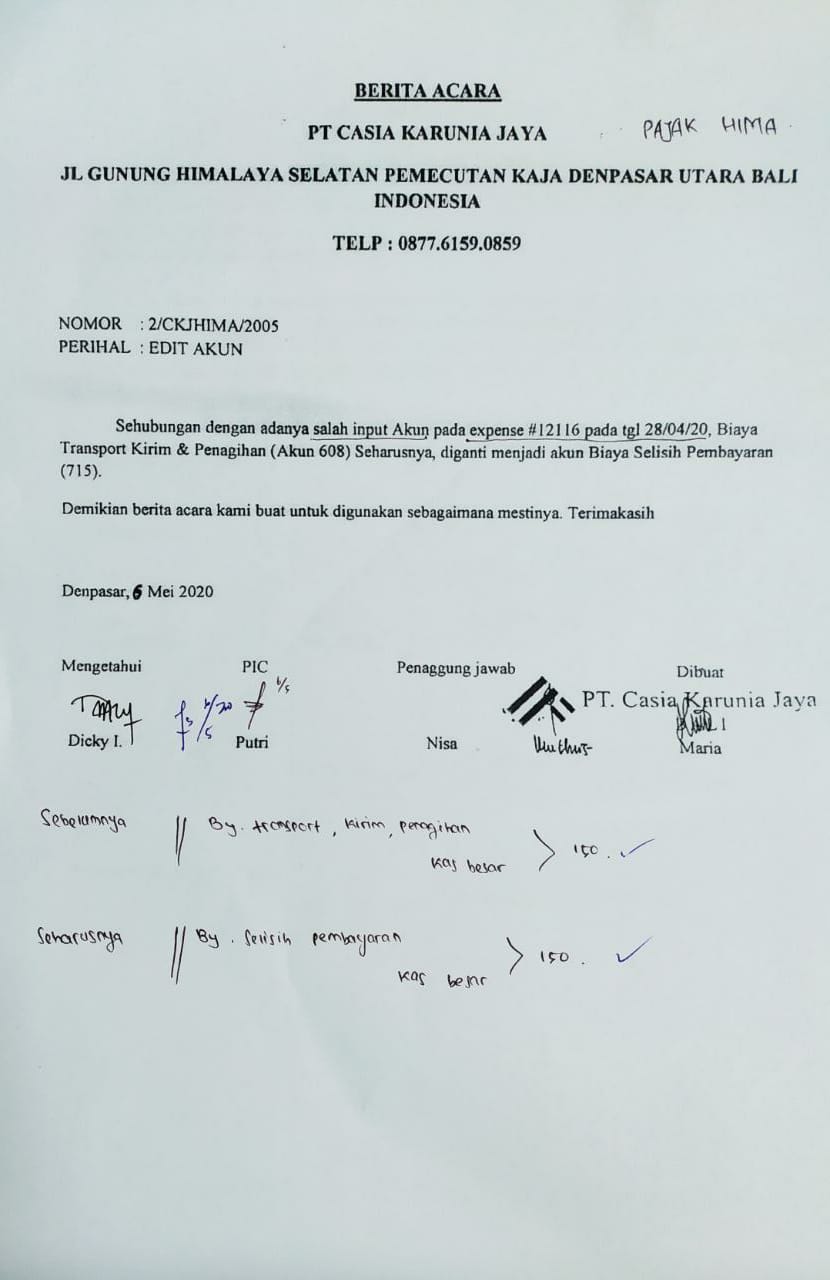 BERITA ACARA
PT CASIA KARUNIA JAYA
PAJAK HIMA
JL GUNUNG HIMALAYA SELATAN PEMECUTAN KAJA DENPASAR UTARA BALI
INDONESIA
TELP : 0877.6159.0859
NOMOR : 2/CKJHIMA/2005
PERIHAL : EDIT AKUN
Sehubungan dengan adanya salah input Akun pada expense #12116 pada tgl 28/04/20, Biaya
Transport Kirim & Penagihan (Akun 608) Seharusnya, diganti menjadi akun Biaya Selisih Pembayaran
(715).
Demikian berita acara kami buat untuk digunakan sebagaimana mestinya. Terimakasih
Denpasar, 6 Mei 2020
Mengetahui PIC Penaggung jawab Dibuat
PT. Casia Karunia Jaya
Dicky I. Putri Nisa Maria
Sebelumnya By. transport, kirim, penagihan
kas besar 150.
Seharusnya By. Selisih pembayaran
kas besar 150.